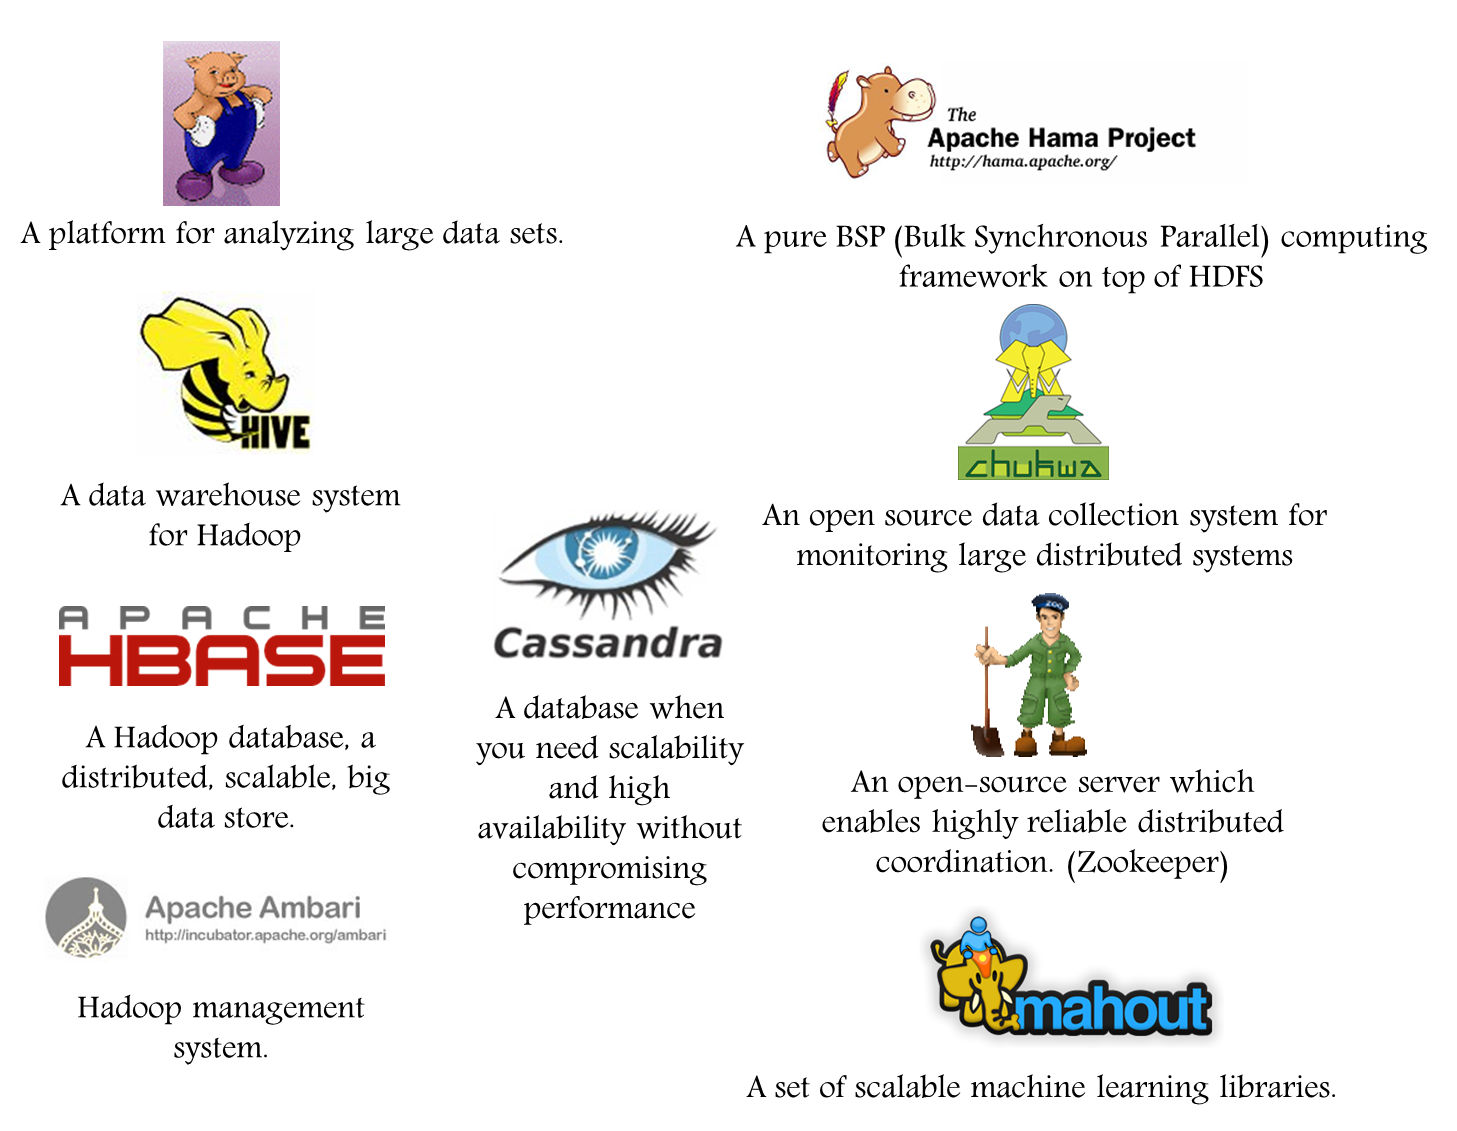 A platform for analyzing large data sets.
HIVE
A data warehouse system
for Hadoop
APACHE
HBASE
A Hadoop database, a
distributed, scalable, big
data store.
Apache Ambari
http://incubator.apache.org/ambari
Hadoop management
system.
Cassandra
A database when
you need scalability
and high
availability without
compromising
performance
The
Apache Hama Project
http://hama.apache.org/
A pure BSP (Bulk Synchronous Parallel) computing
framework on top of HDFS
chukwa
An open source data collection system for
monitoring large distributed systems
ZOO
An open-source server which
enables highly reliable distributed
coordination. (Zookeeper)
mahout
A set of scalable machine learning libraries.